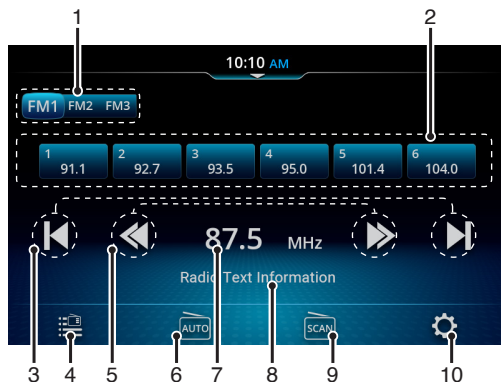 1 2
10:10 AM
FM1 FM2 FM3
1 2 3 4 5 6
91.1 92.7 93.5 95.0 101.4 104.0
87.5 MHz
Radio Text Information
AUTO SCAN
3 4 5 6 7 8 9 10